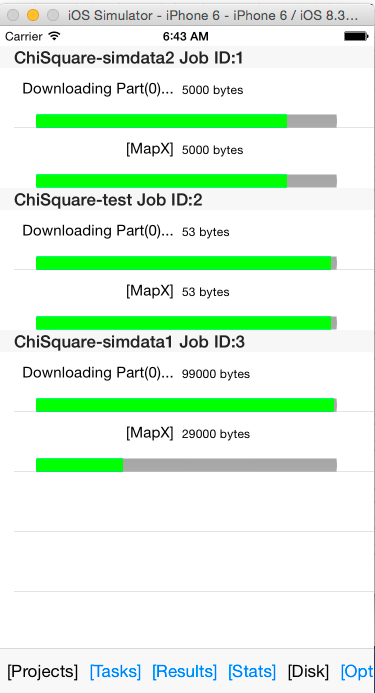 iOS Simulator - iPhone 6 - iPhone 6 / iOS 8.3...
Carrier 6:43 AM
ChiSquare-simdata2 Job ID:1
Downloading Part(0)... 5000 bytes
[MapX] 5000 bytes
ChiSquare-test Job ID:2
Downloading Part(0)... 53 bytes
[MapX] 53 bytes
ChiSquare-simdata1 Job ID:3
Downloading Part(0)... 99000 bytes
[MapX] 29000 bytes
[Projects] [Tasks] [Results] [Stats] [Disk] [Opt